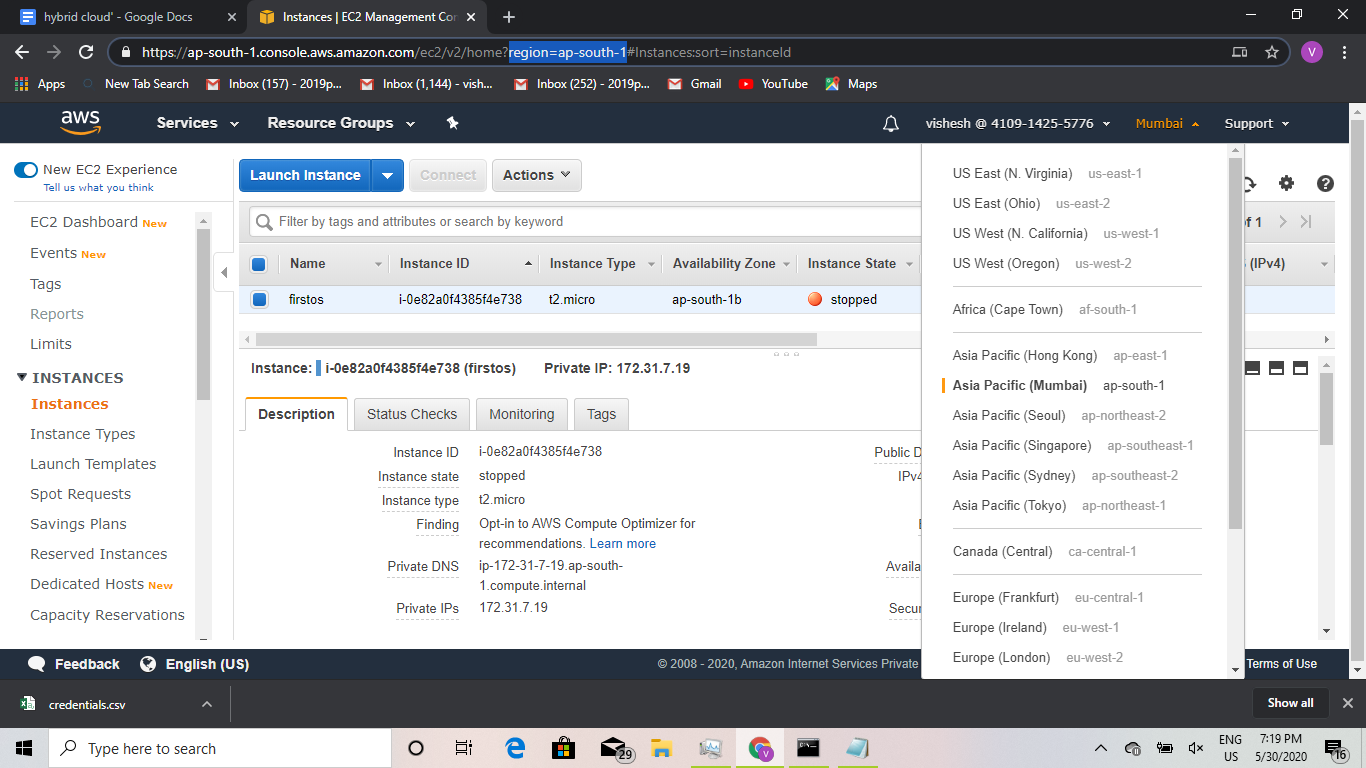 hybrid cloud' - Google Docs
Instances | EC2 Management Con
https://ap-south-1.console.aws.amazon.com/ec2/v2/home?region=ap-south-1#Instances:sort=instanceId
V
Apps
New Tab Search
Inbox (157) - 2019p...
Inbox (1,144) - vish...
Inbox (252) - 2019p...
Gmail
YouTube
Maps
aws
Services
Resource Groups
vishesh @ 4109-1425-5776
Mumbai
Support
New EC2 Experience
Tell us what you think
EC2 Dashboard New
Events New
Tags
Reports
Limits
INSTANCES
Instances
Instance Types
Launch Templates
Spot Requests
Savings Plans
Reserved Instances
Dedicated Hosts New
Capacity Reservations
Launch Instance
Connect
Actions
Filter by tags and attributes or search by keyword
of 1
Name
Instance ID
Instance Type
Availability Zone
Instance State
(IPv4)
firstos
i-0e82a0f4385f4e738
t2.micro
ap-south-1b
stopped
Instance: i-0e82a0f4385f4e738 (firstos) Private IP: 172.31.7.19
Description
Status Checks
Monitoring
Tags
Instance ID i-0e82a0f4385f4e738
Instance state stopped
Instance type t2.micro
Finding Opt-in to AWS Compute Optimizer for
recommendations. Learn more
Private DNS ip-172-31-7-19.ap-south-
1.compute.internal
Private IPs 172.31.7.19
Public D
IPv4
Availa
Secur
US East (N. Virginia) us-east-1
US East (Ohio) us-east-2
US West (N. California) us-west-1
US West (Oregon) us-west-2
Africa (Cape Town) af-south-1
Asia Pacific (Hong Kong) ap-east-1
Asia Pacific (Mumbai) ap-south-1
Asia Pacific (Seoul) ap-northeast-2
Asia Pacific (Singapore) ap-southeast-1
Asia Pacific (Sydney) ap-southeast-2
Asia Pacific (Tokyo) ap-northeast-1
Canada (Central) ca-central-1
Europe (Frankfurt) eu-central-1
Europe (Ireland) eu-west-1
Europe (London) eu-west-2
Feedback
English (US)
© 2008 - 2020, Amazon Internet Services Private
Terms of Use
credentials.csv
Show all
Type here to search
29
V
ENG
US
7:19 PM
5/30/2020
16